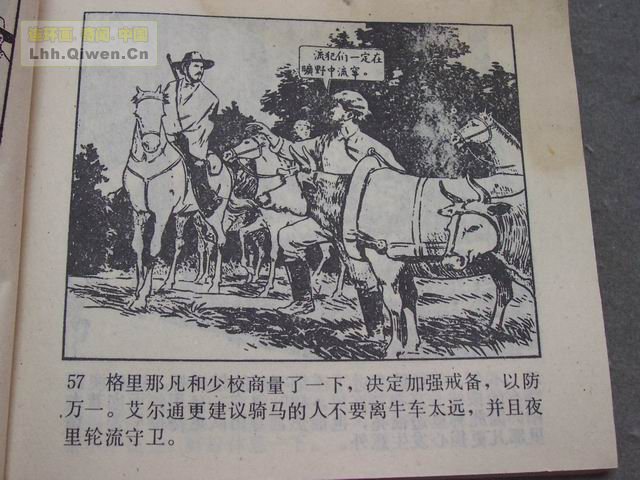 连环画.秀阅.中国
Lhh.Qiwen.Cn
流犯们一定在
旷野中流窜。
57 格里那凡和少校商量了一下，决定加强戒备，以防
万一。艾尔通更建议骑马的人不要离牛车太远，并且夜
里轮流守卫。